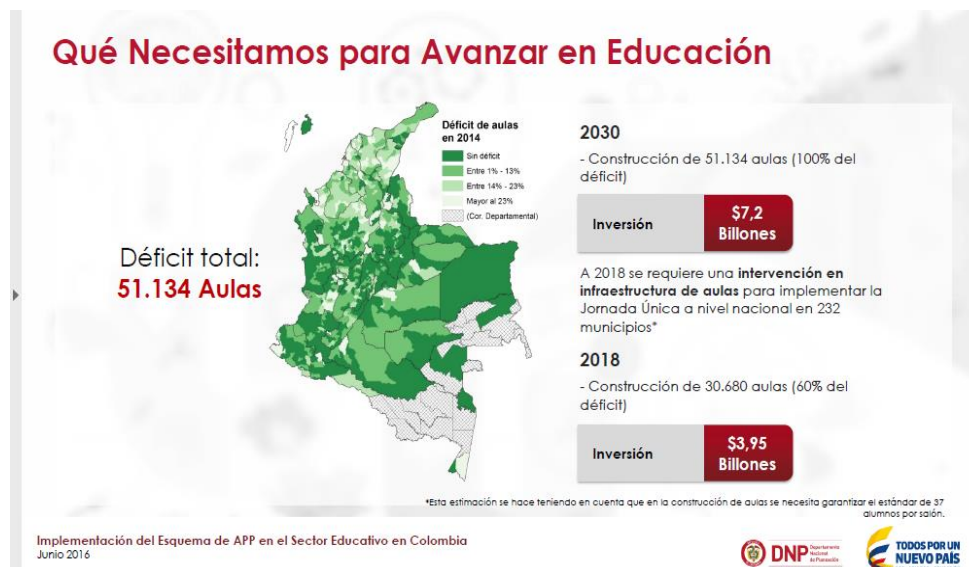 Qué Necesitamos para Avanzar en Educación
Déficit total:
51.134 Aulas
Déficit de aulas
en 2014
Sin déficit
Entre 1% - 13%
Entre 14% - 23%
Mayor al 23%
(Cor. Departamental)
2030
- Construcción de 51.134 aulas (100% del
déficit)
Inversión
$7,2
Billones
A 2018 se requiere una intervención en
infraestructura de aulas para implementar la
Jornada Única a nivel nacional en 232
municipios*
2018
- Construcción de 30.680 aulas (60% del
déficit)
Inversión
$3,95
Billones
*Esta estimación se hace teniendo en cuenta que en la construcción de aulas se necesita garantizar el estándar de 37
alumnos por salón.
Implementación del Esquema de APP en el Sector Educativo en Colombia
Junio 2016
DNP
Departamento
Nacional
de Planeación
TODOS POR UN
NUEVO PAÍS